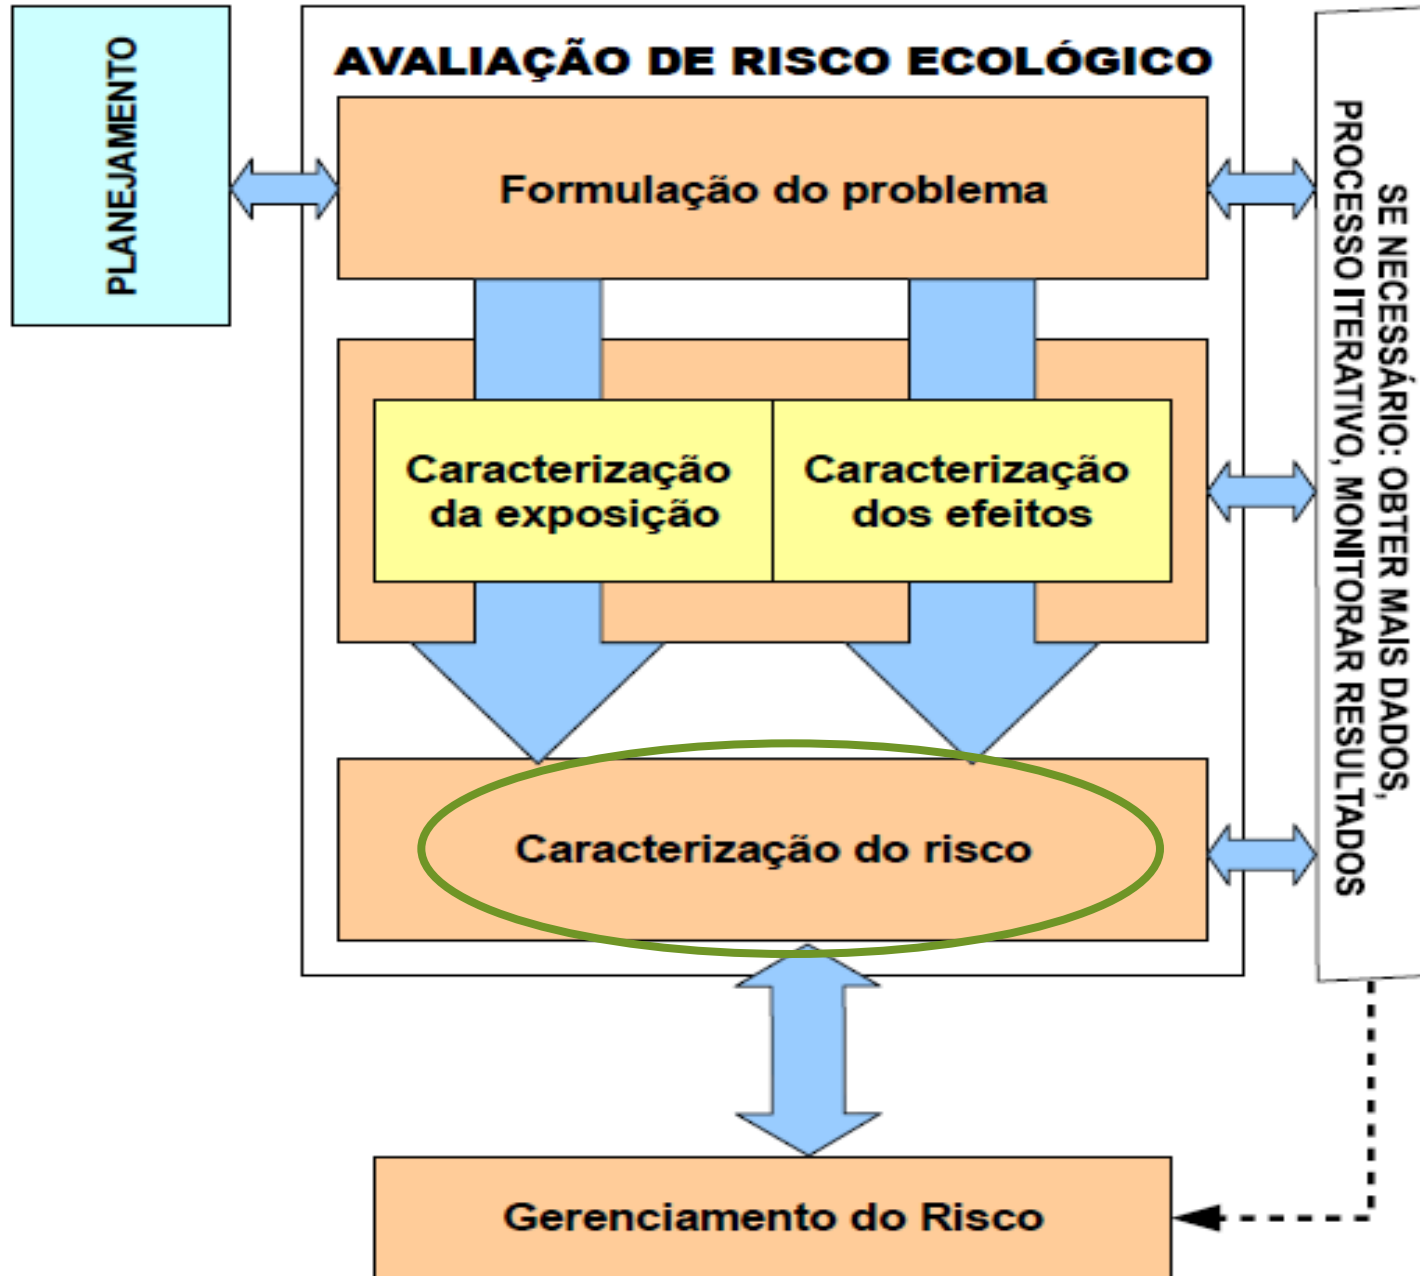 PLANEJAMENTO
AVALIAÇÃO DE RISCO ECOLÓGICO
Formulação do problema
Caracterização
da exposição
Caracterização
dos efeitos
Caracterização do risco
SE NECESSÁRIO: OBTER MAIS DADOS,
PROCESSO ITERATIVO, MONITORAR RESULTADOS
Gerenciamento do Risco